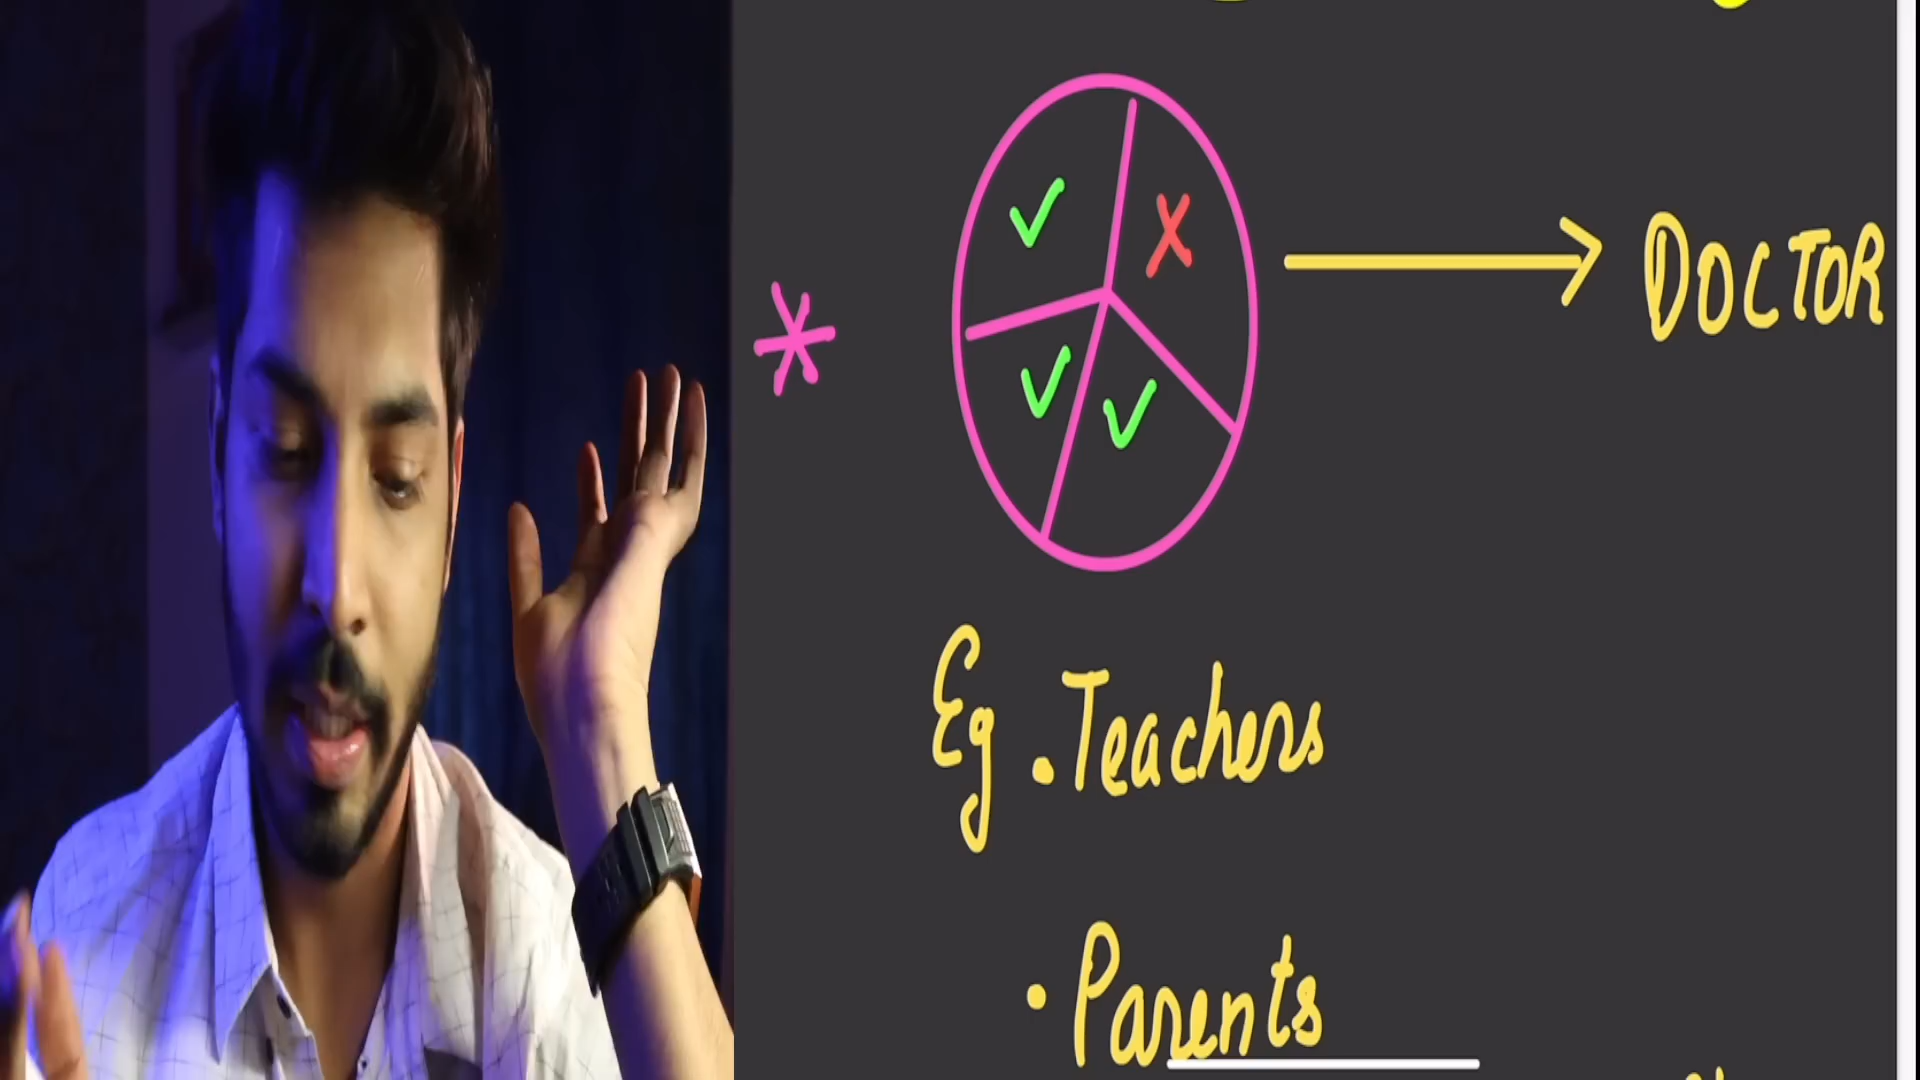 * DOCTOR
Eg • Teachers
• Parents